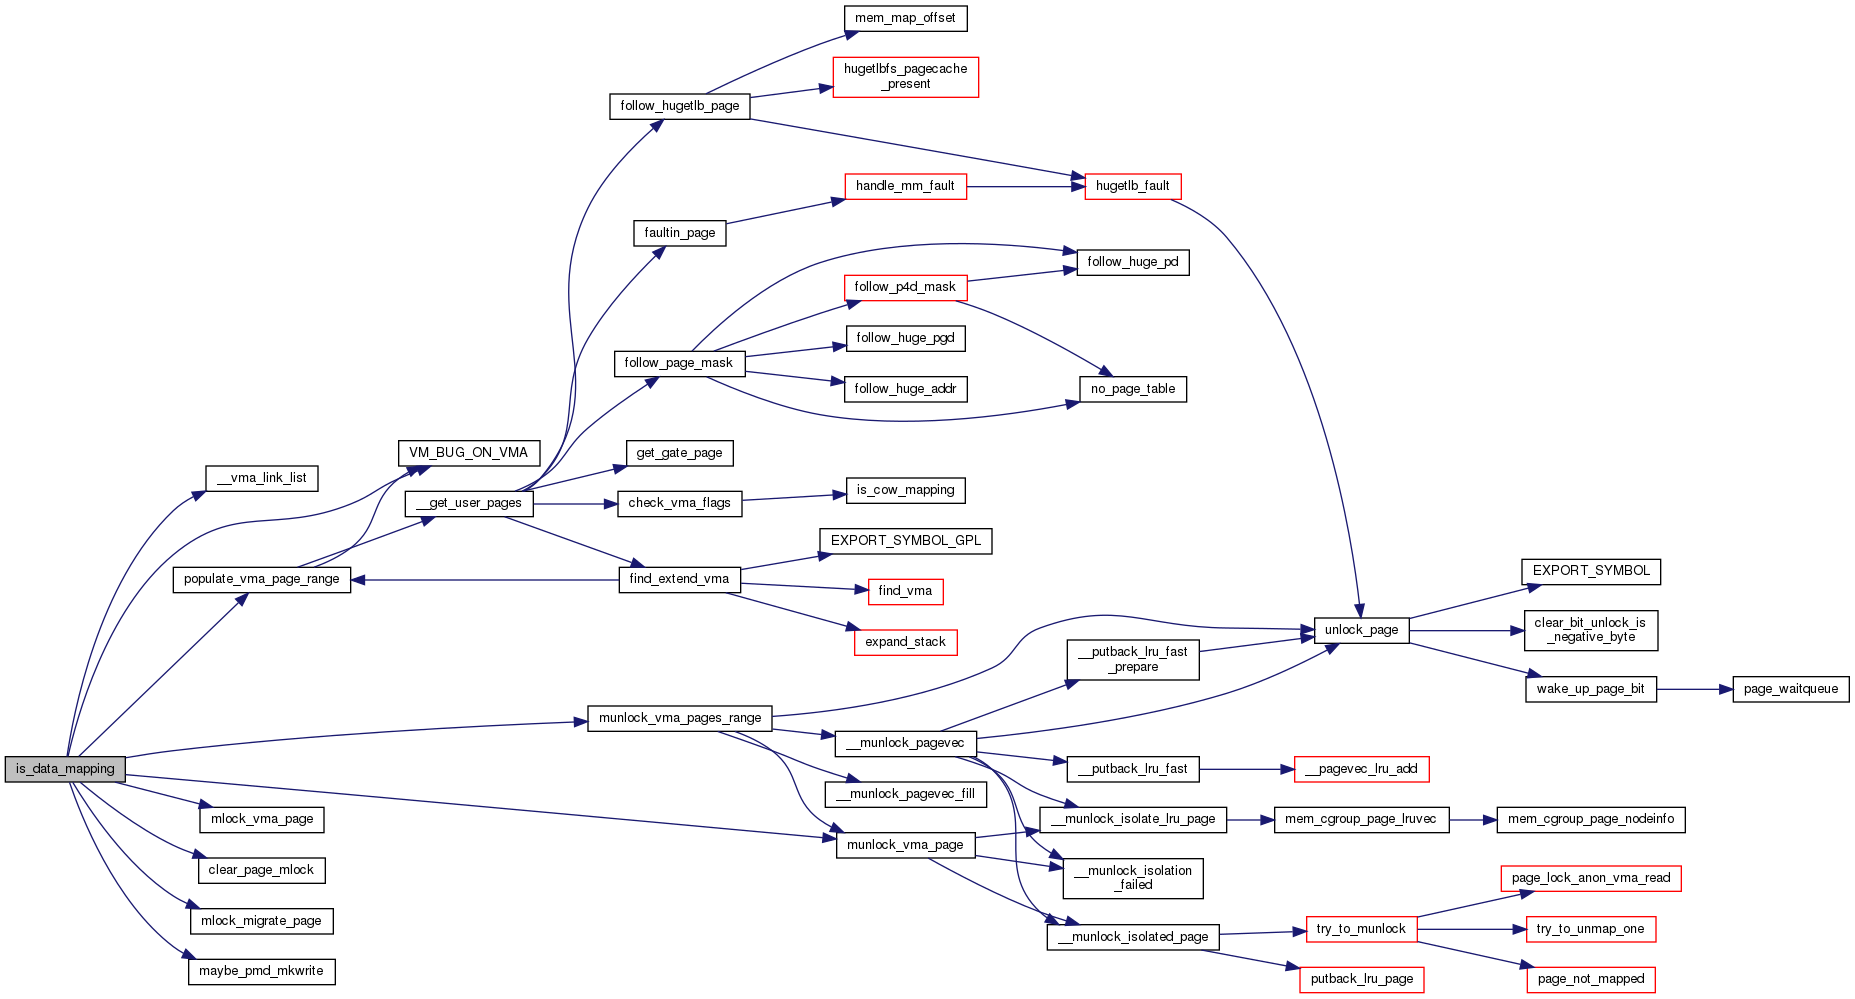 mem_map_offset
hugetlbfs_pagecache
_present
follow_hugetlb_page
handle_mm_fault
hugetlb_fault
faultin_page
follow_huge_pd
follow_p4d_mask
follow_huge_pgd
follow_page_mask
follow_huge_addr
no_page_table
VM_BUG_ON_VMA
get_gate_page
__vma_link_list
is_cow_mapping
__get_user_pages
check_vma_flags
EXPORT_SYMBOL_GPL
populate_vma_page_range
find_extend_vma
find_vma
EXPORT_SYMBOL
expand_stack
unlock_page
clear_bit_unlock_is
_negative_byte
__putback_lru_fast
_prepare
wake_up_page_bit
page_waitqueue
munlock_vma_pages_range
__munlock_pagevec
is_data_mapping
__putback_lru_fast
__pagevec_lru_add
__munlock_pagevec_fill
mlock_vma_page
__munlock_isolate_lru_page
mem_cgroup_page_lruvec
mem_cgroup_page_nodeinfo
munlock_vma_page
clear_page_mlock
__munlock_isolation
_failed
page_lock_anon_vma_read
mlock_migrate_page
__munlock_isolated_page
try_to_munlock
try_to_unmap_one
maybe_pmd_mkwrite
putback_lru_page
page_not_mapped